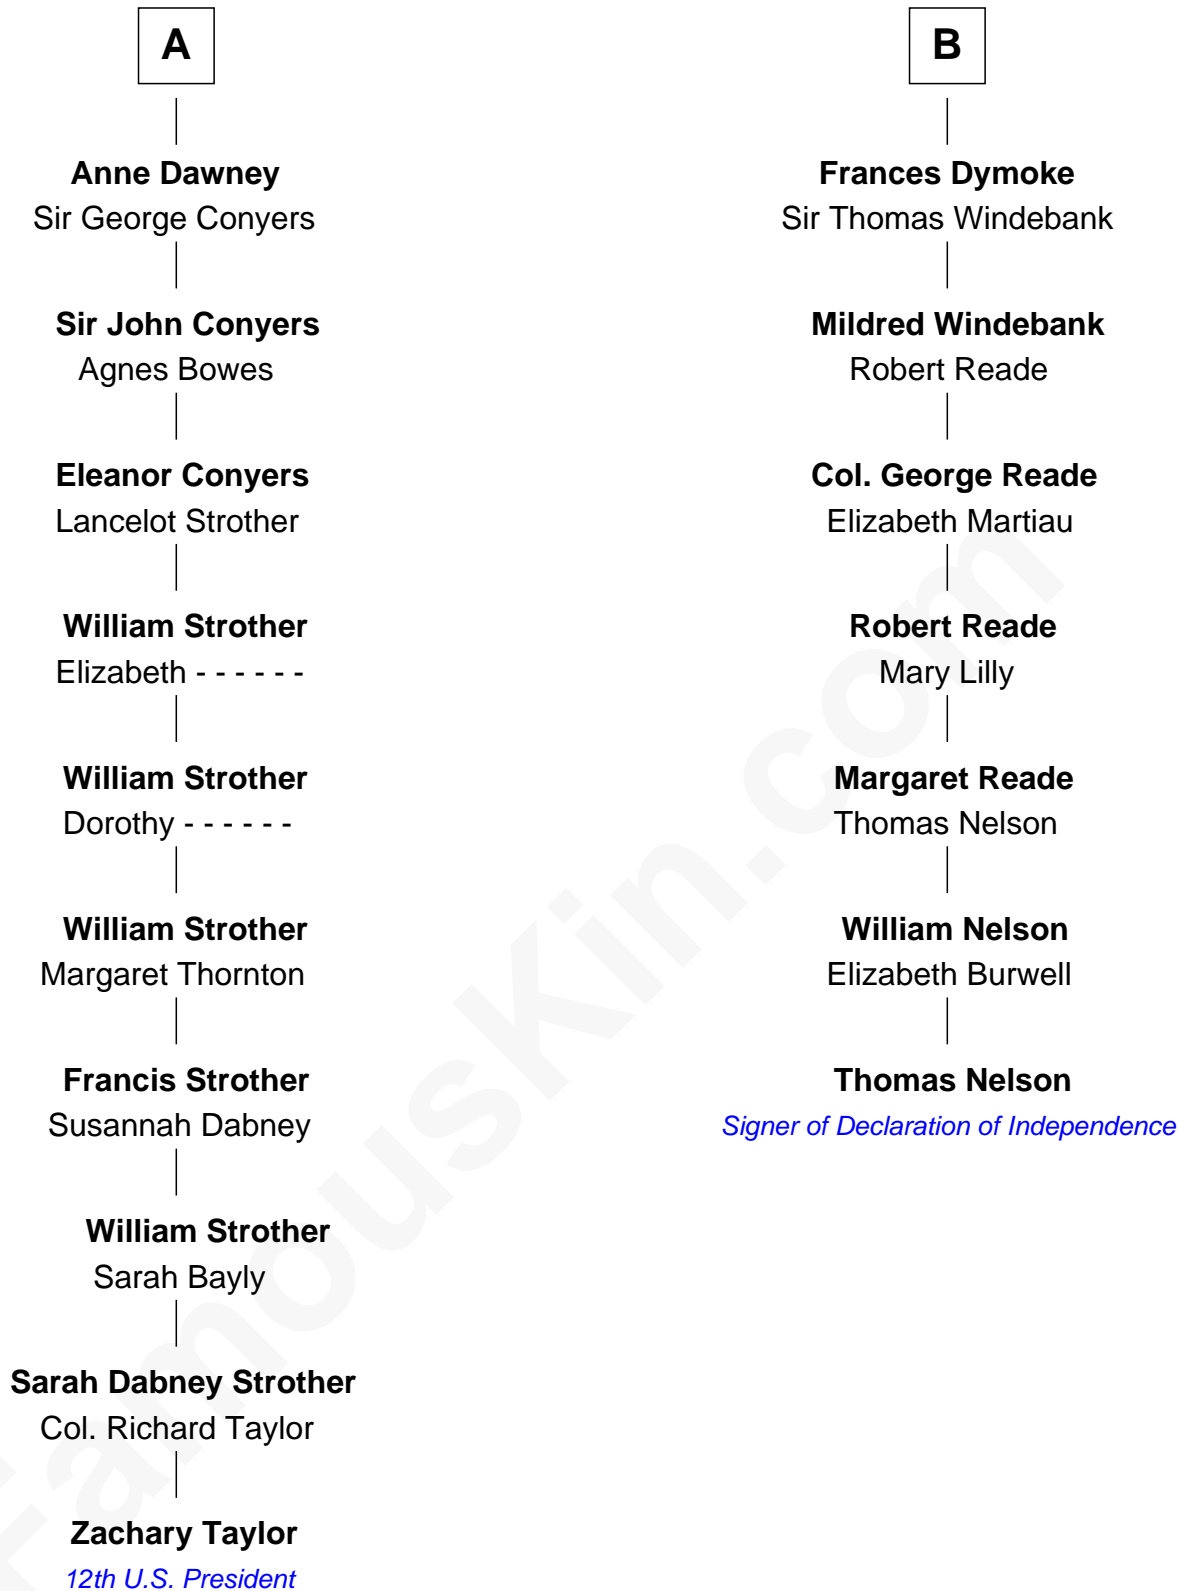 A
Anne Dawney
Sir George Conyers
Sir John Conyers
Agnes Bowes
Eleanor Conyers
Lancelot Strother
William Strother
Elizabeth - - - - - -
William Strother
Dorothy - - - - - -
William Strother
Margaret Thornton
Francis Strother
Susannah Dabney
William Strother
Sarah Bayly
Sarah Dabney Strother
Col. Richard Taylor
Zachary Taylor
12th U.S. President
B
Frances Dymoke
Sir Thomas Windebank
Mildred Windebank
Robert Reade
Col. George Reade
Elizabeth Martiau
Robert Reade
Mary Lilly
Margaret Reade
Thomas Nelson
William Nelson
Elizabeth Burwell
Thomas Nelson
Signer of Declaration of Independence
FamousKin.com